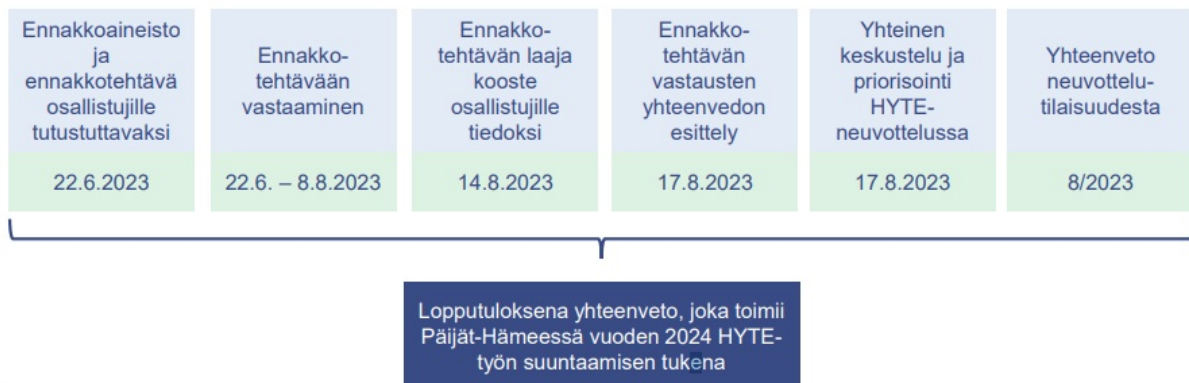 Ennakkoaineisto
ja
ennakkotehtävä
osallistujille
tutustuttavaksi
22.6.2023
Ennakko-
tehtävään
vastaaminen
22.6. – 8.8.2023
Ennakko-
tehtävän laaja
kooste
osallistujille
tiedoksi
14.8.2023
Ennakko-
tehtävän
vastausten
yhteenvedon
esittely
17.8.2023
Yhteinen
keskustelu ja
priorisointi
HYTE-
neuvottelussa
17.8.2023
Yhteenveto
neuvottelu-
tilaisuudesta
8/2023
Lopputuloksena yhteenveto, joka toimii
Päijät-Hämeessä vuoden 2024 HYTE-
työn suuntaamisen tukena